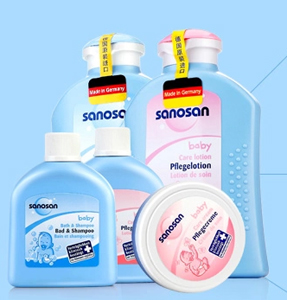 德国原装进口
德国原装进口
Made in Germany
Made in Germany
sanosan
sanosan
baby
Care lotion
Pflegelotion
Lotion de soin
sanosan
baby
Bath & Shampoo
Bad & Shampoo
Bain et shampooing
sanosan
sanosan
baby
Pflegecreme